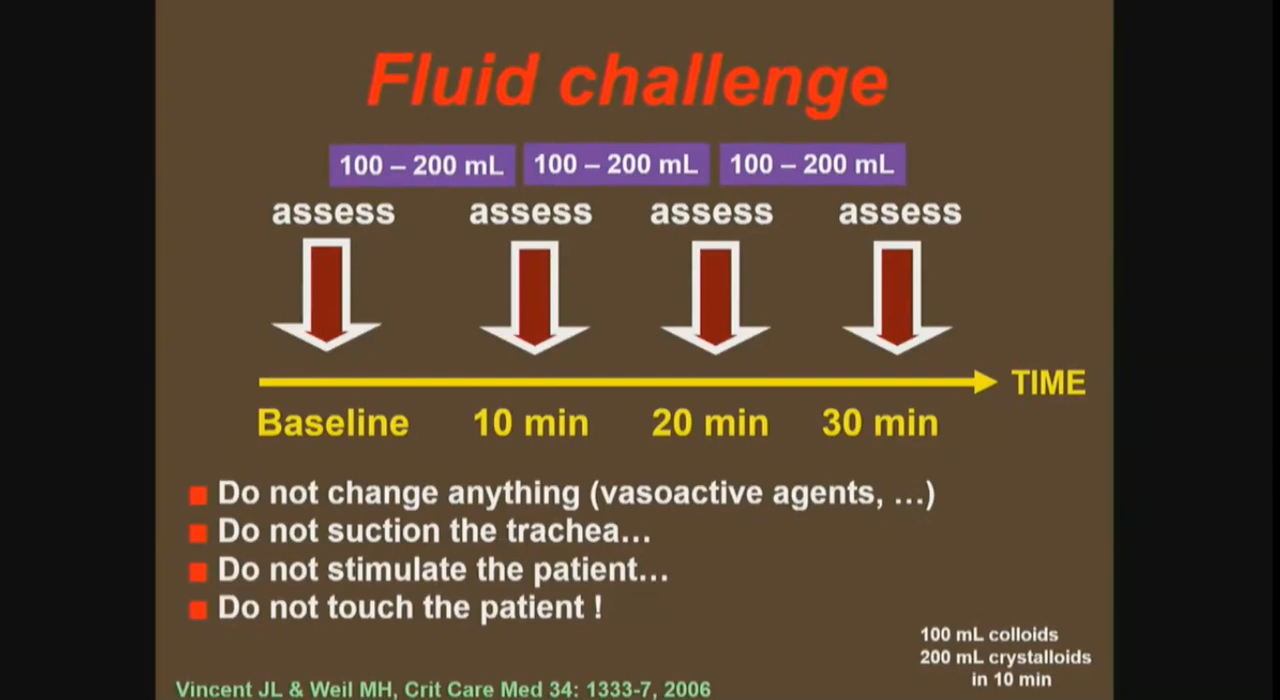 Fluid challenge
100 – 200 mL 100 – 200 mL 100 – 200 mL
assess assess assess assess
TIME
Baseline 10 min 20 min 30 min
Do not change anything (vasoactive agents, …)
Do not suction the trachea…
Do not stimulate the patient…
Do not touch the patient !
100 mL colloids
200 mL crystalloids
in 10 min
Vincent JL & Weil MH, Crit Care Med 34: 1333-7, 2006